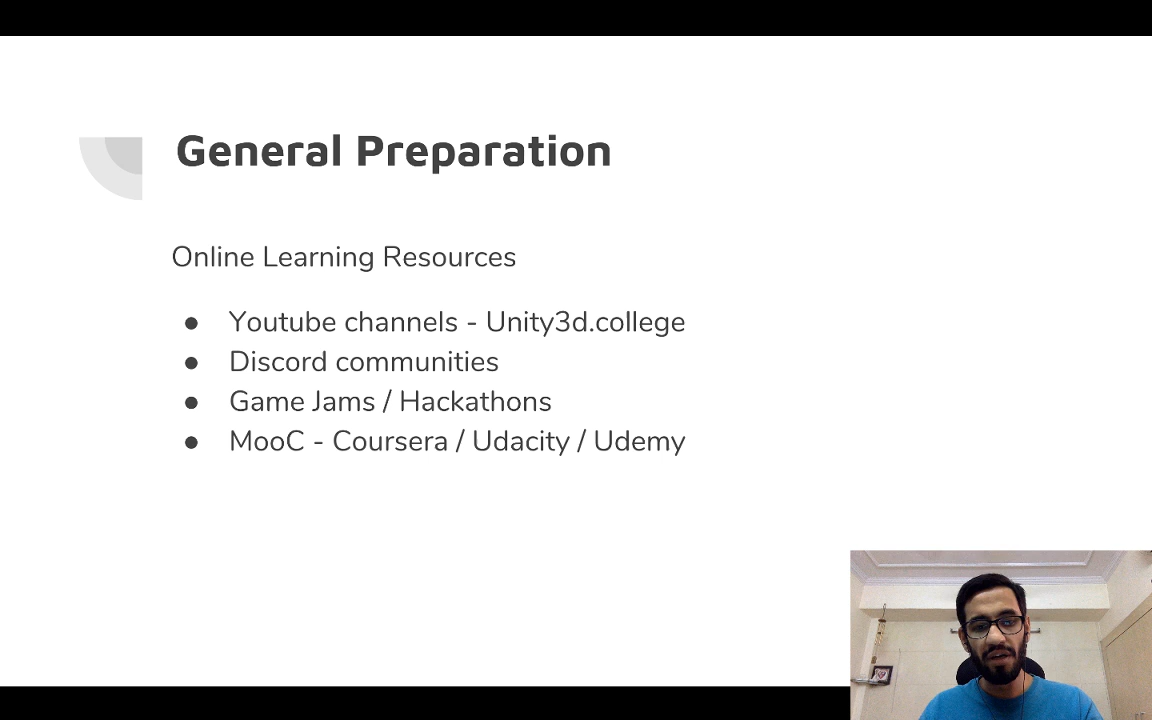 General Preparation
Online Learning Resources
● Youtube channels - Unity3d.college
● Discord communities
● Game Jams / Hackathons
● MooC - Coursera / Udacity / Udemy